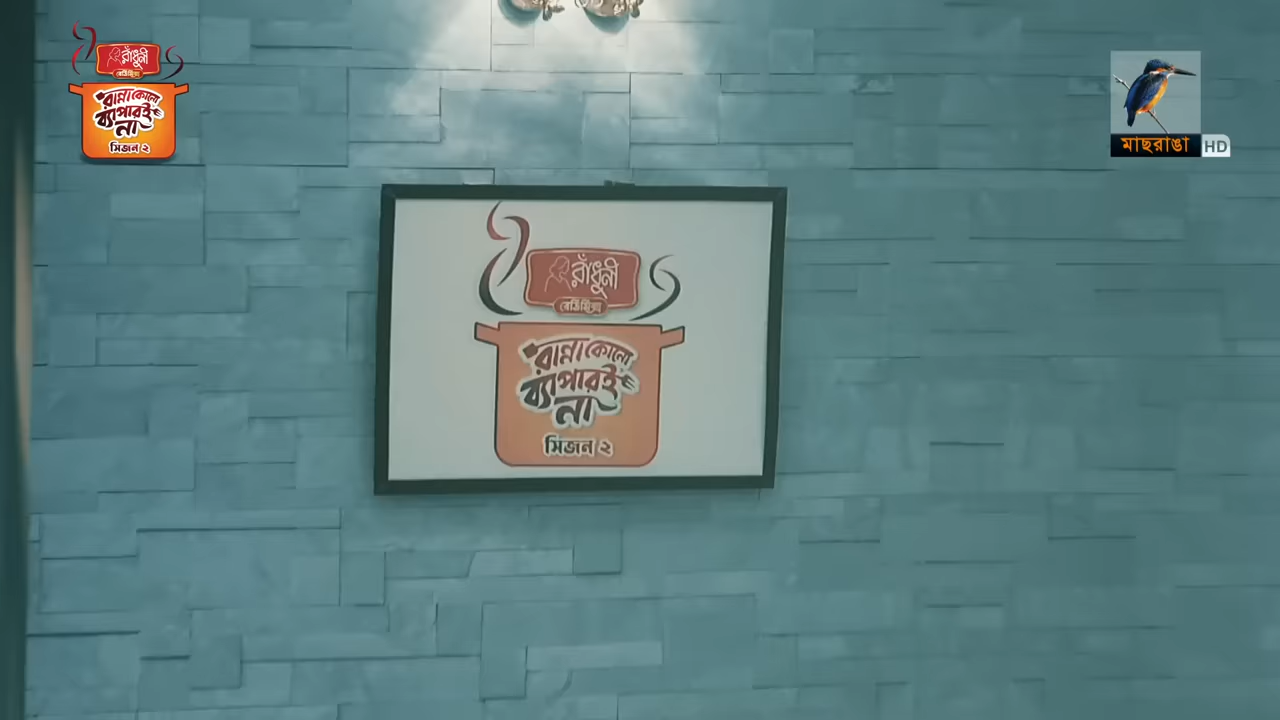 রাঁধুনী
রেডিমিক্স
রান্না কোনো
ব্যাপারই
না
সিজন ২
মাছরাঙা HD
রাঁধুনী
রেডিমিক্স
রান্না কোনো
ব্যাপারই
না
সিজন ২